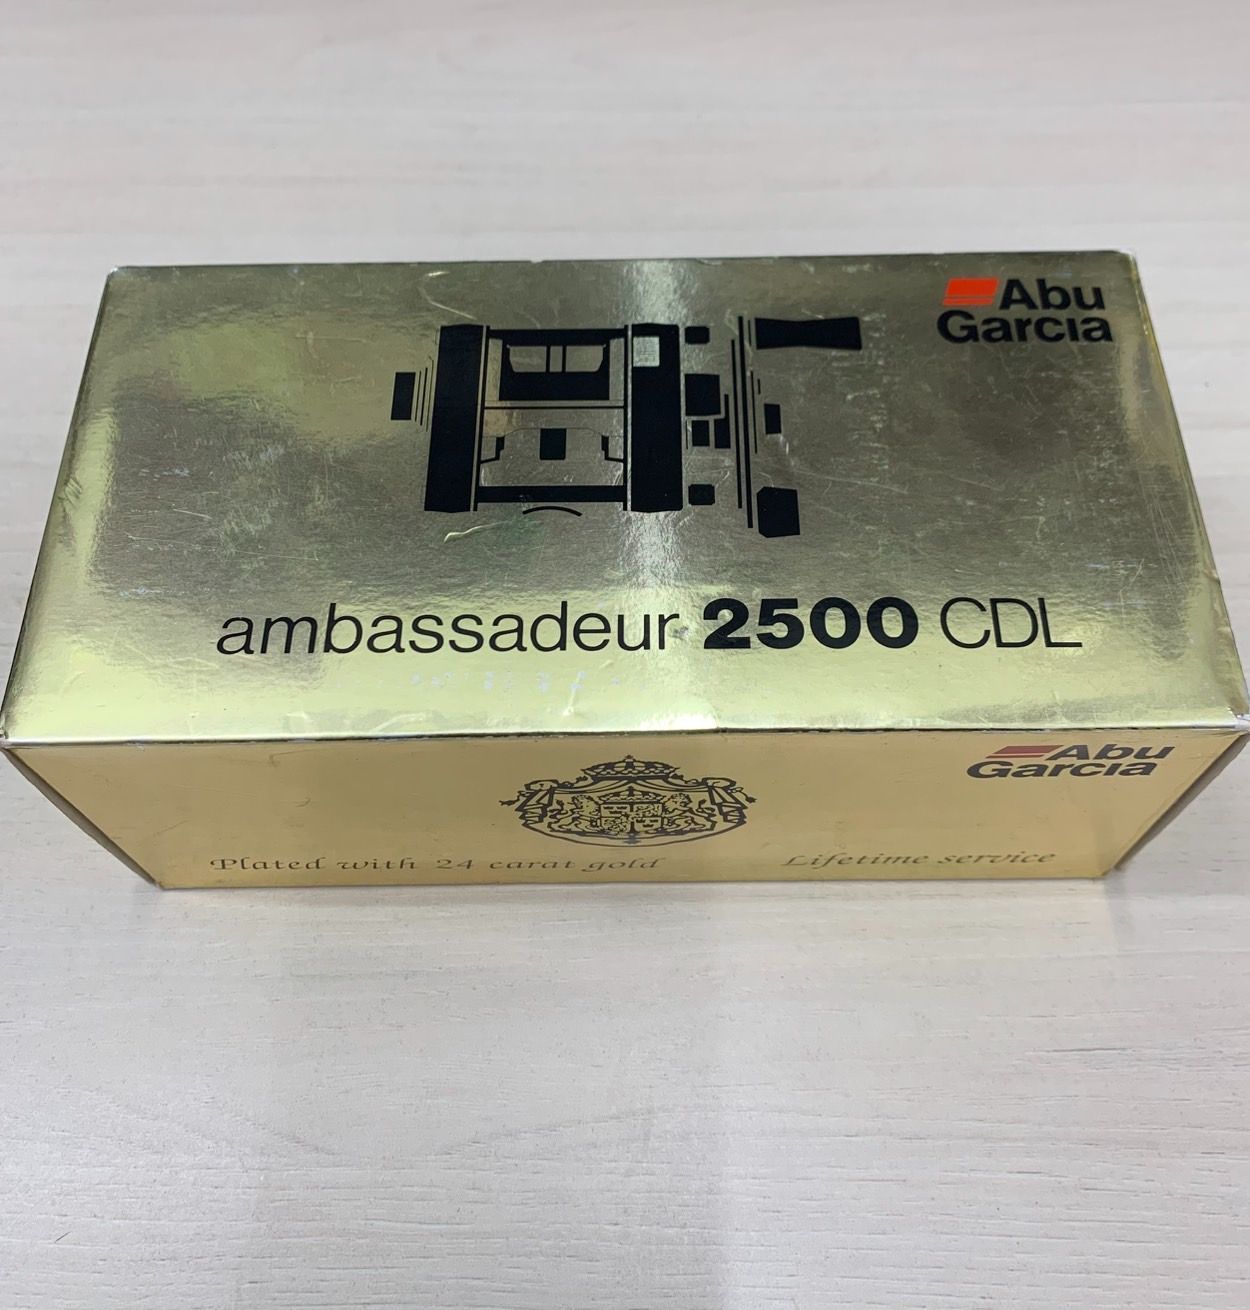 Abu
Garcia
ambassadeur 2500 CDL
Abu
Garcia
Plated with 24 carat gold
Lifetime service